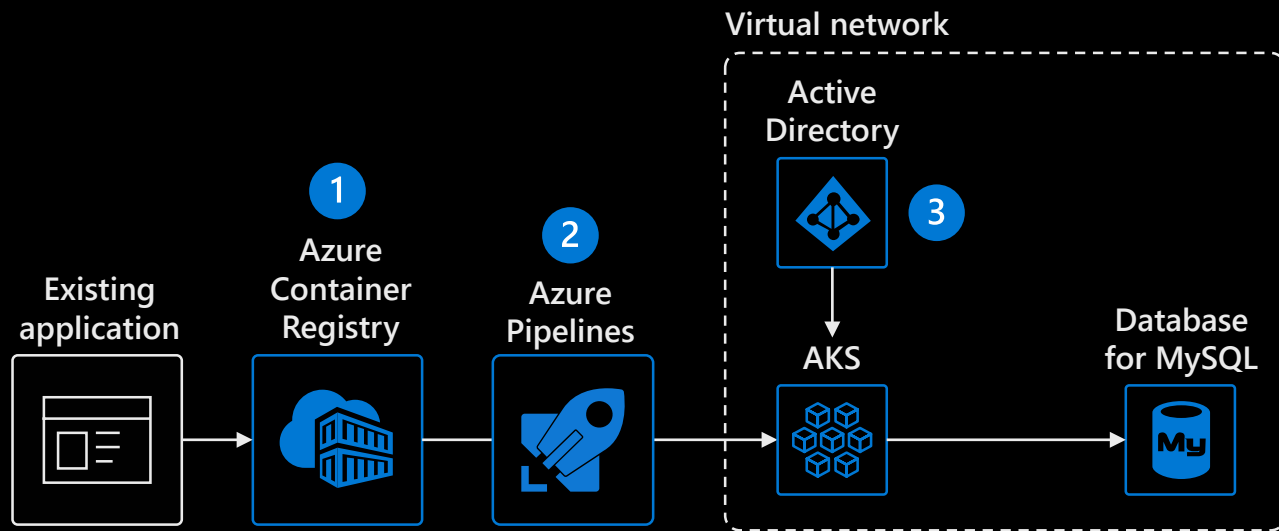 Virtual network
Active
Directory
3
1
Azure
Container
Registry
2
Azure
Pipelines
Existing
application
AKS
Database
for MySQL
My